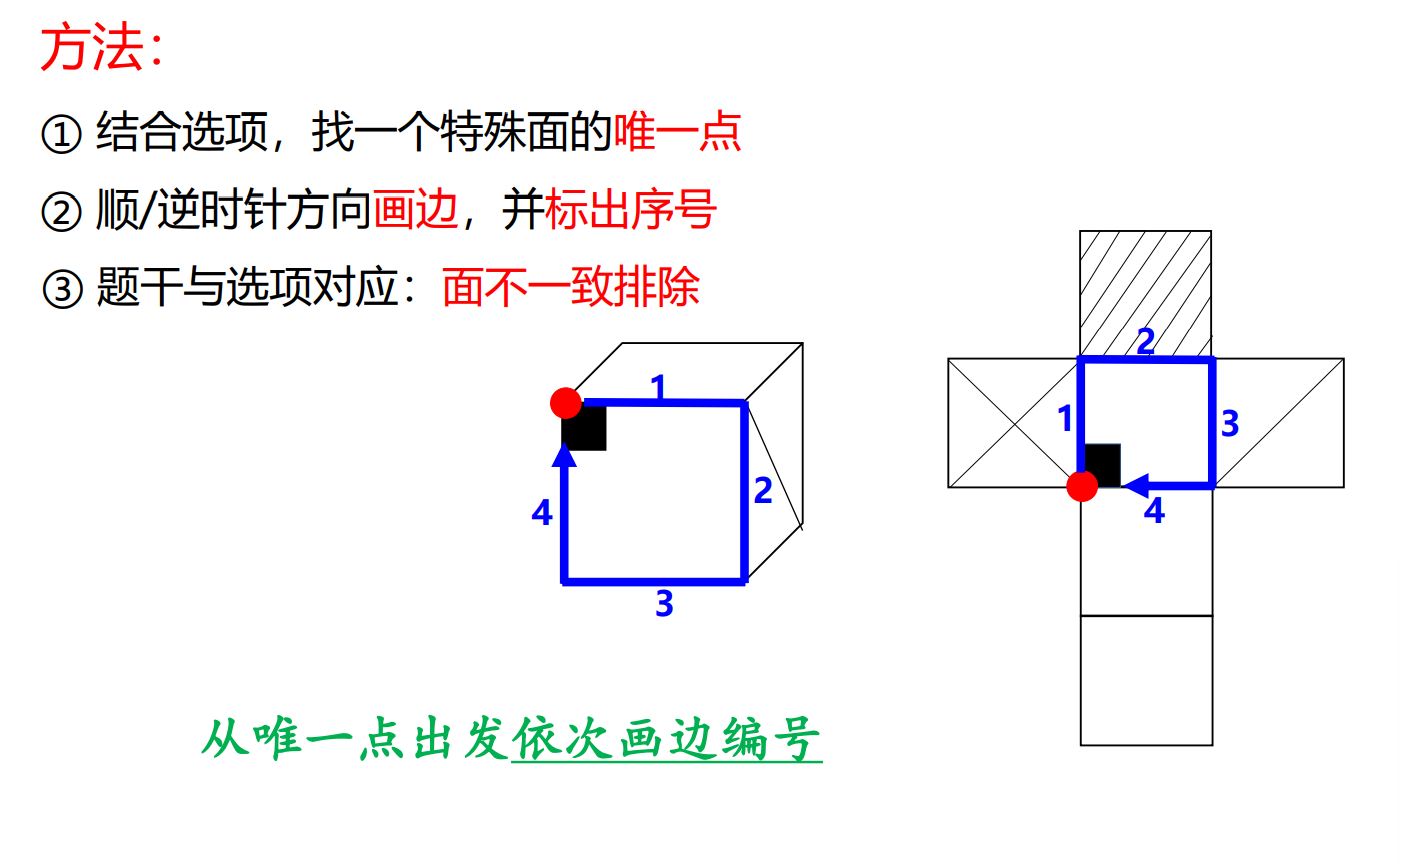 方法：
① 结合选项，找一个特殊面的唯一点
② 顺/逆时针方向画边，并标出序号
③ 题干与选项对应：面不一致排除
1
2
3
4
2
1
3
4
从唯一点出发依次画边编号